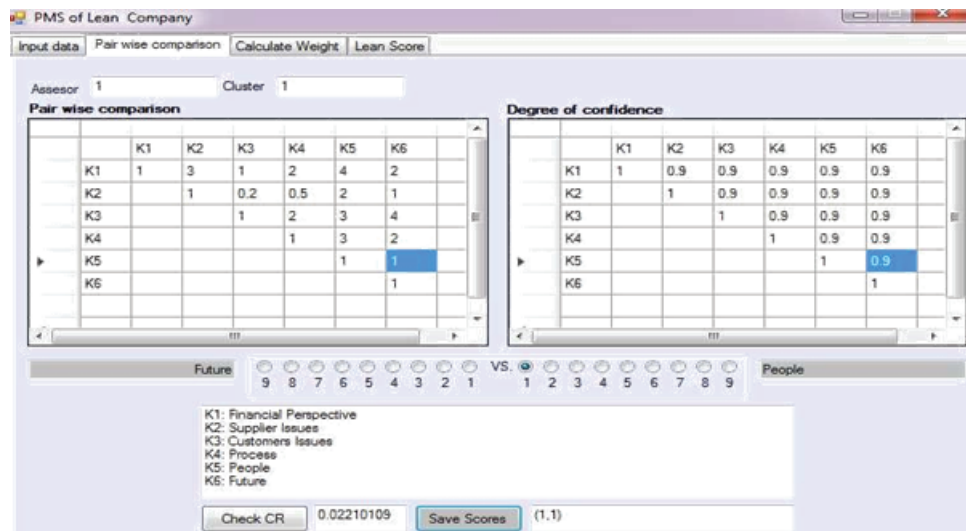 PMS of Lean Company
Input data Pair wise comparison Calculate Weight Lean Score
Assesor 1 Cluster 1
Pair wise comparison
K1 K2 K3 K4 K5 K6
K1 1 3 1 2 4 2
K2 1 0.2 0.5 2 1
K3 1 2 3 4
K4 1 3 2
K5 1 1
K6 1
Degree of confidence
K1 K2 K3 K4 K5 K6
K1 1 0.9 0.9 0.9 0.9 0.9
K2 1 0.9 0.9 0.9 0.9
K3 1 0.9 0.9 0.9
K4 1 0.9 0.9
K5 1 0.9
K6 1
Future VS. People
9 8 7 6 5 4 3 2 1 1 2 3 4 5 6 7 8 9
K1: Financial Perspective
K2: Supplier Issues
K3: Customers Issues
K4: Process
K5: People
K6: Future
Check CR 0.02210109 Save Scores (1,1)